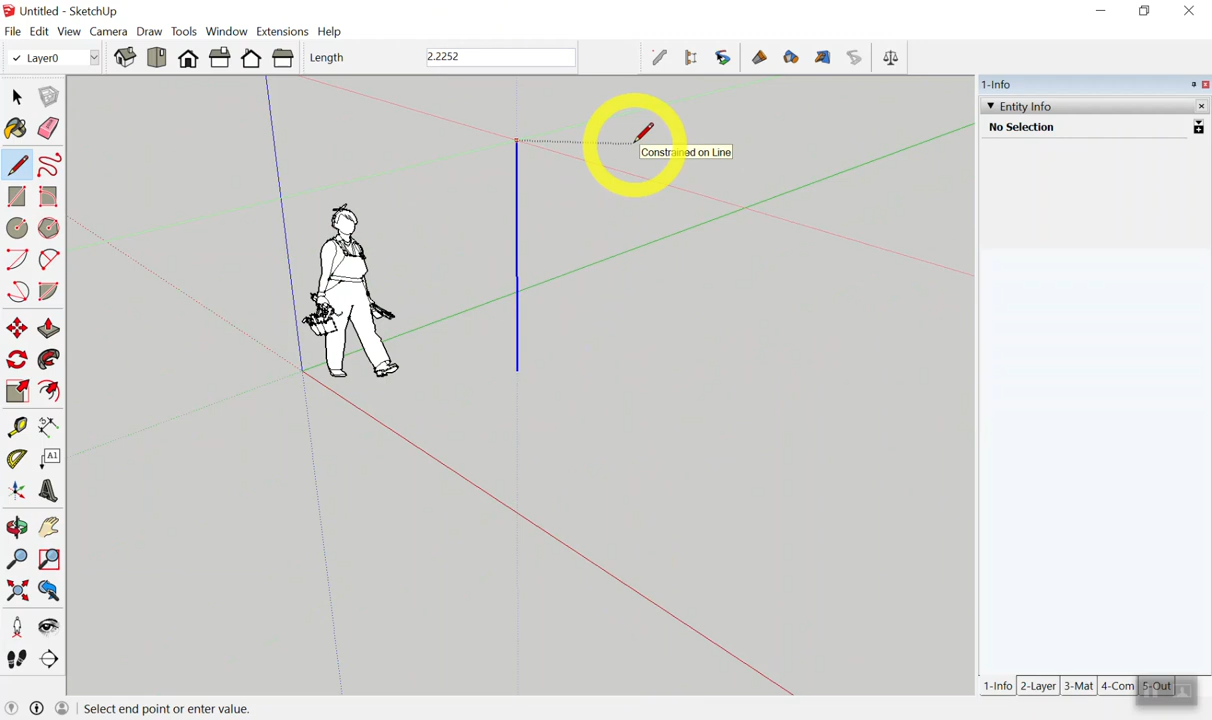 Untitled - SketchUp
File Edit View Camera Draw Tools Window Extensions Help
Layer0 Length 2.2252
1-Info
Entity Info
No Selection
Constrained on Line
A1
1-Info 2-Layer 3-Mat 4-Com 5-Out
Select end point or enter value.